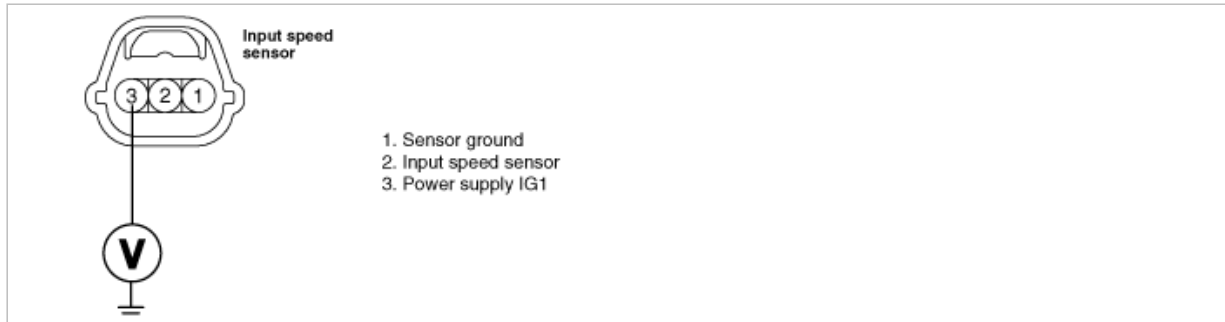 Input speed
sensor
3 2 1
1. Sensor ground
2. Input speed sensor
3. Power supply IG1
V